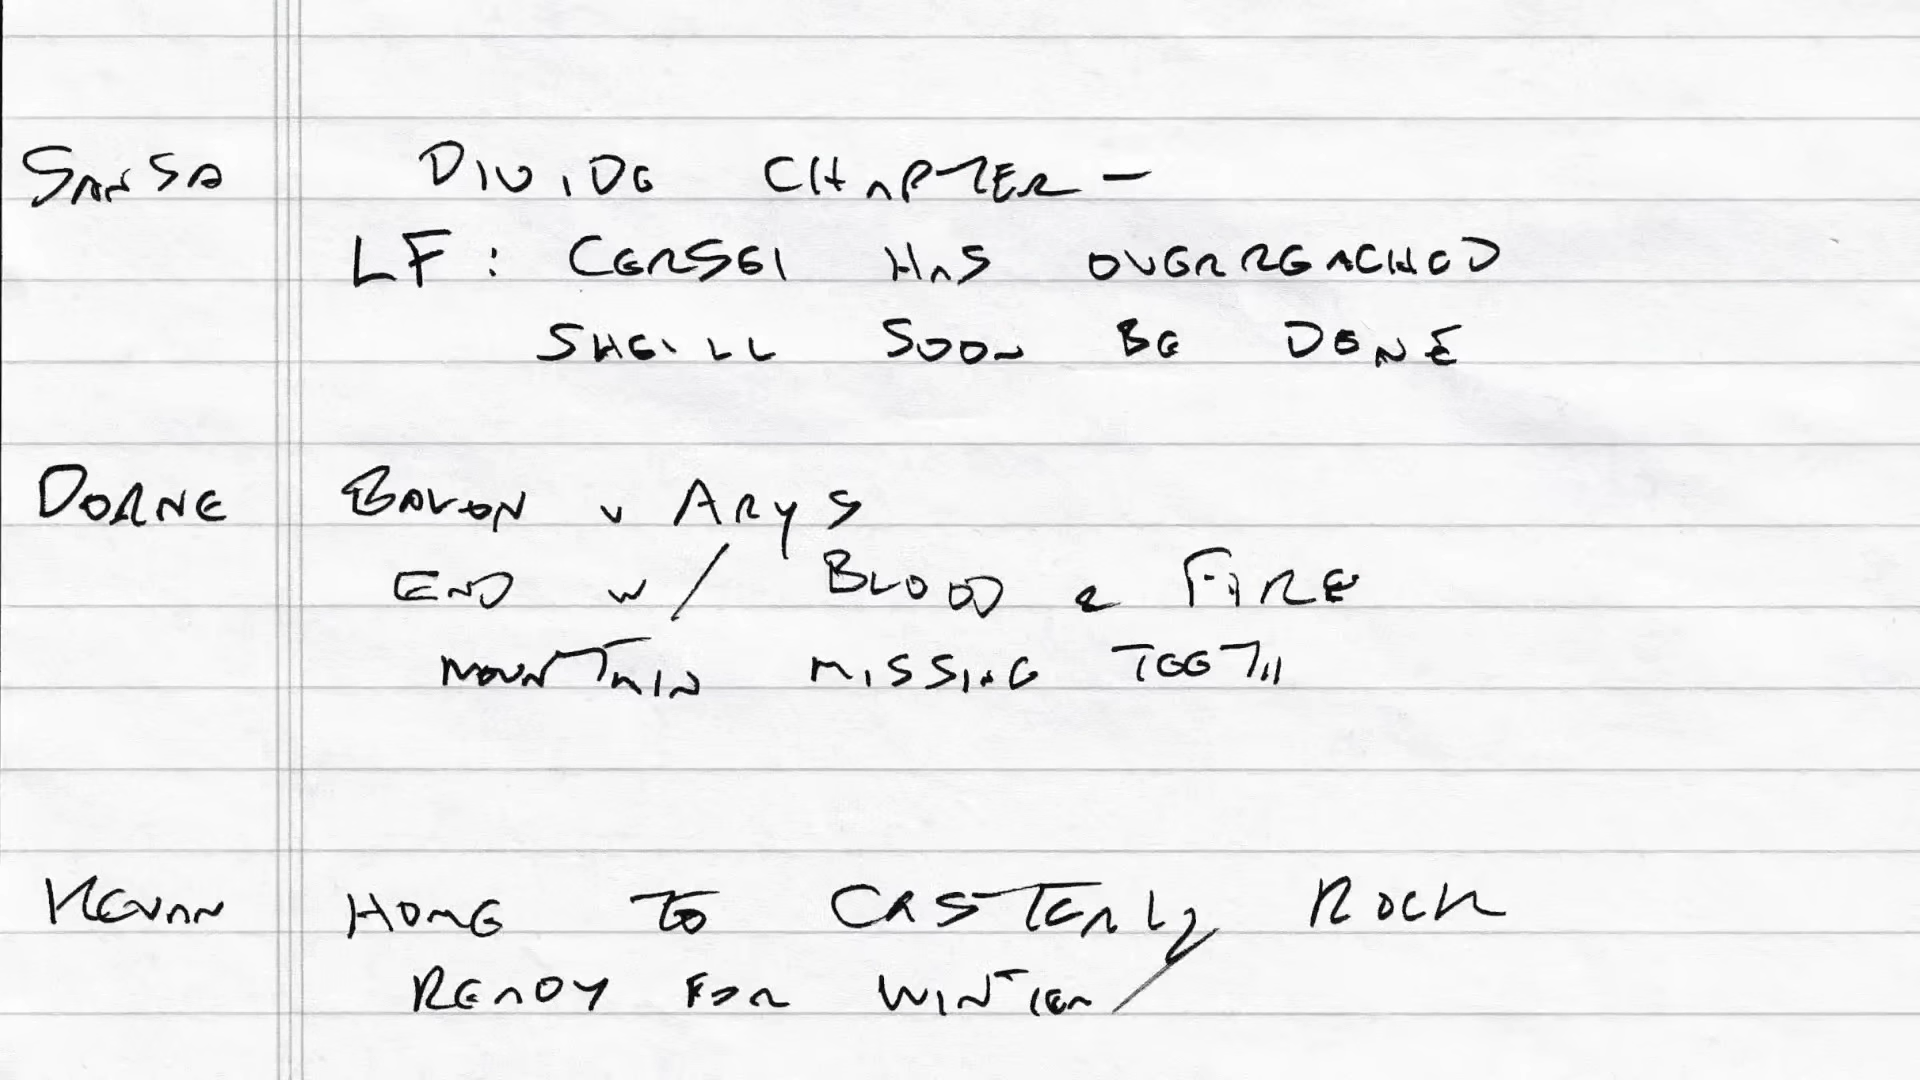 SANSA DIVIDE CHAPTER –
LF: CERSEI HAS OVERREACHED
SHE'LL SOON BE DONE
DORNE BALON v ARYS
END w/ BLOOD & FIRE
MOUNTAIN MISSING TEETH
KEVAN HOME TO CASTERLY ROCK
READY FOR WINTER